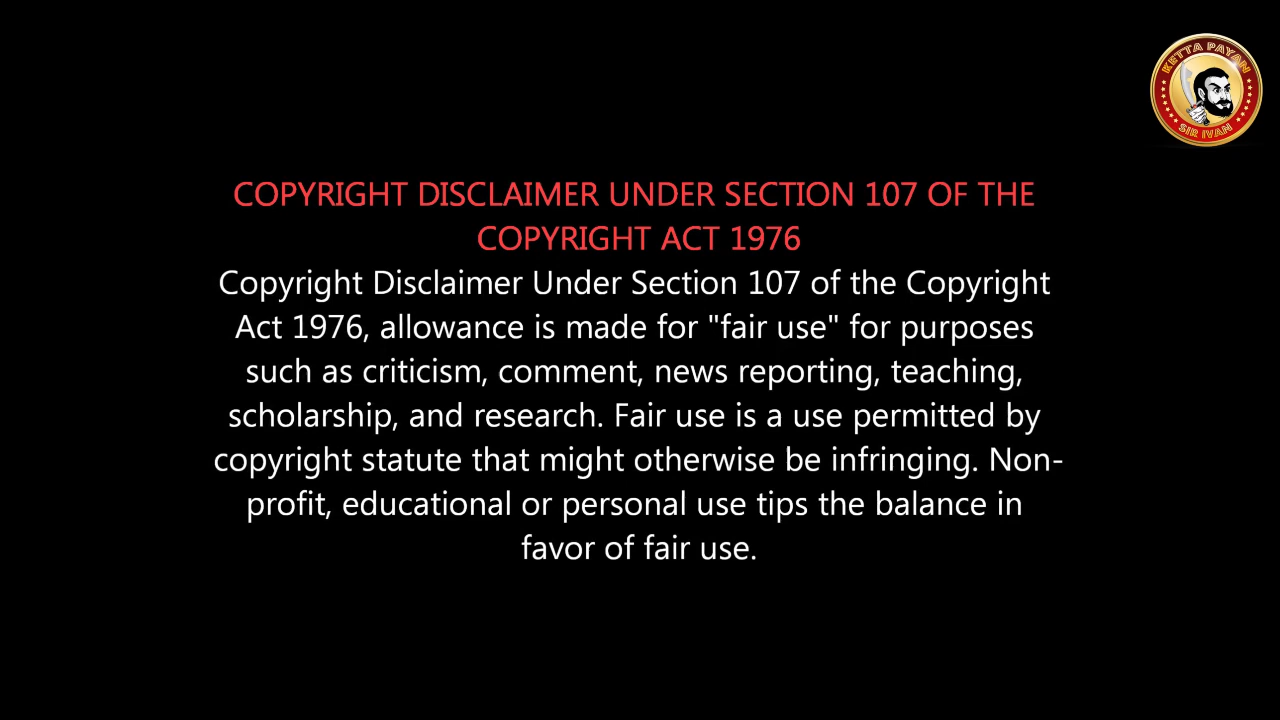 KETTA PAYAN
SIR IVAN
COPYRIGHT DISCLAIMER UNDER SECTION 107 OF THE
COPYRIGHT ACT 1976
Copyright Disclaimer Under Section 107 of the Copyright
Act 1976, allowance is made for "fair use" for purposes
such as criticism, comment, news reporting, teaching,
scholarship, and research. Fair use is a use permitted by
copyright statute that might otherwise be infringing. Non-
profit, educational or personal use tips the balance in
favor of fair use.